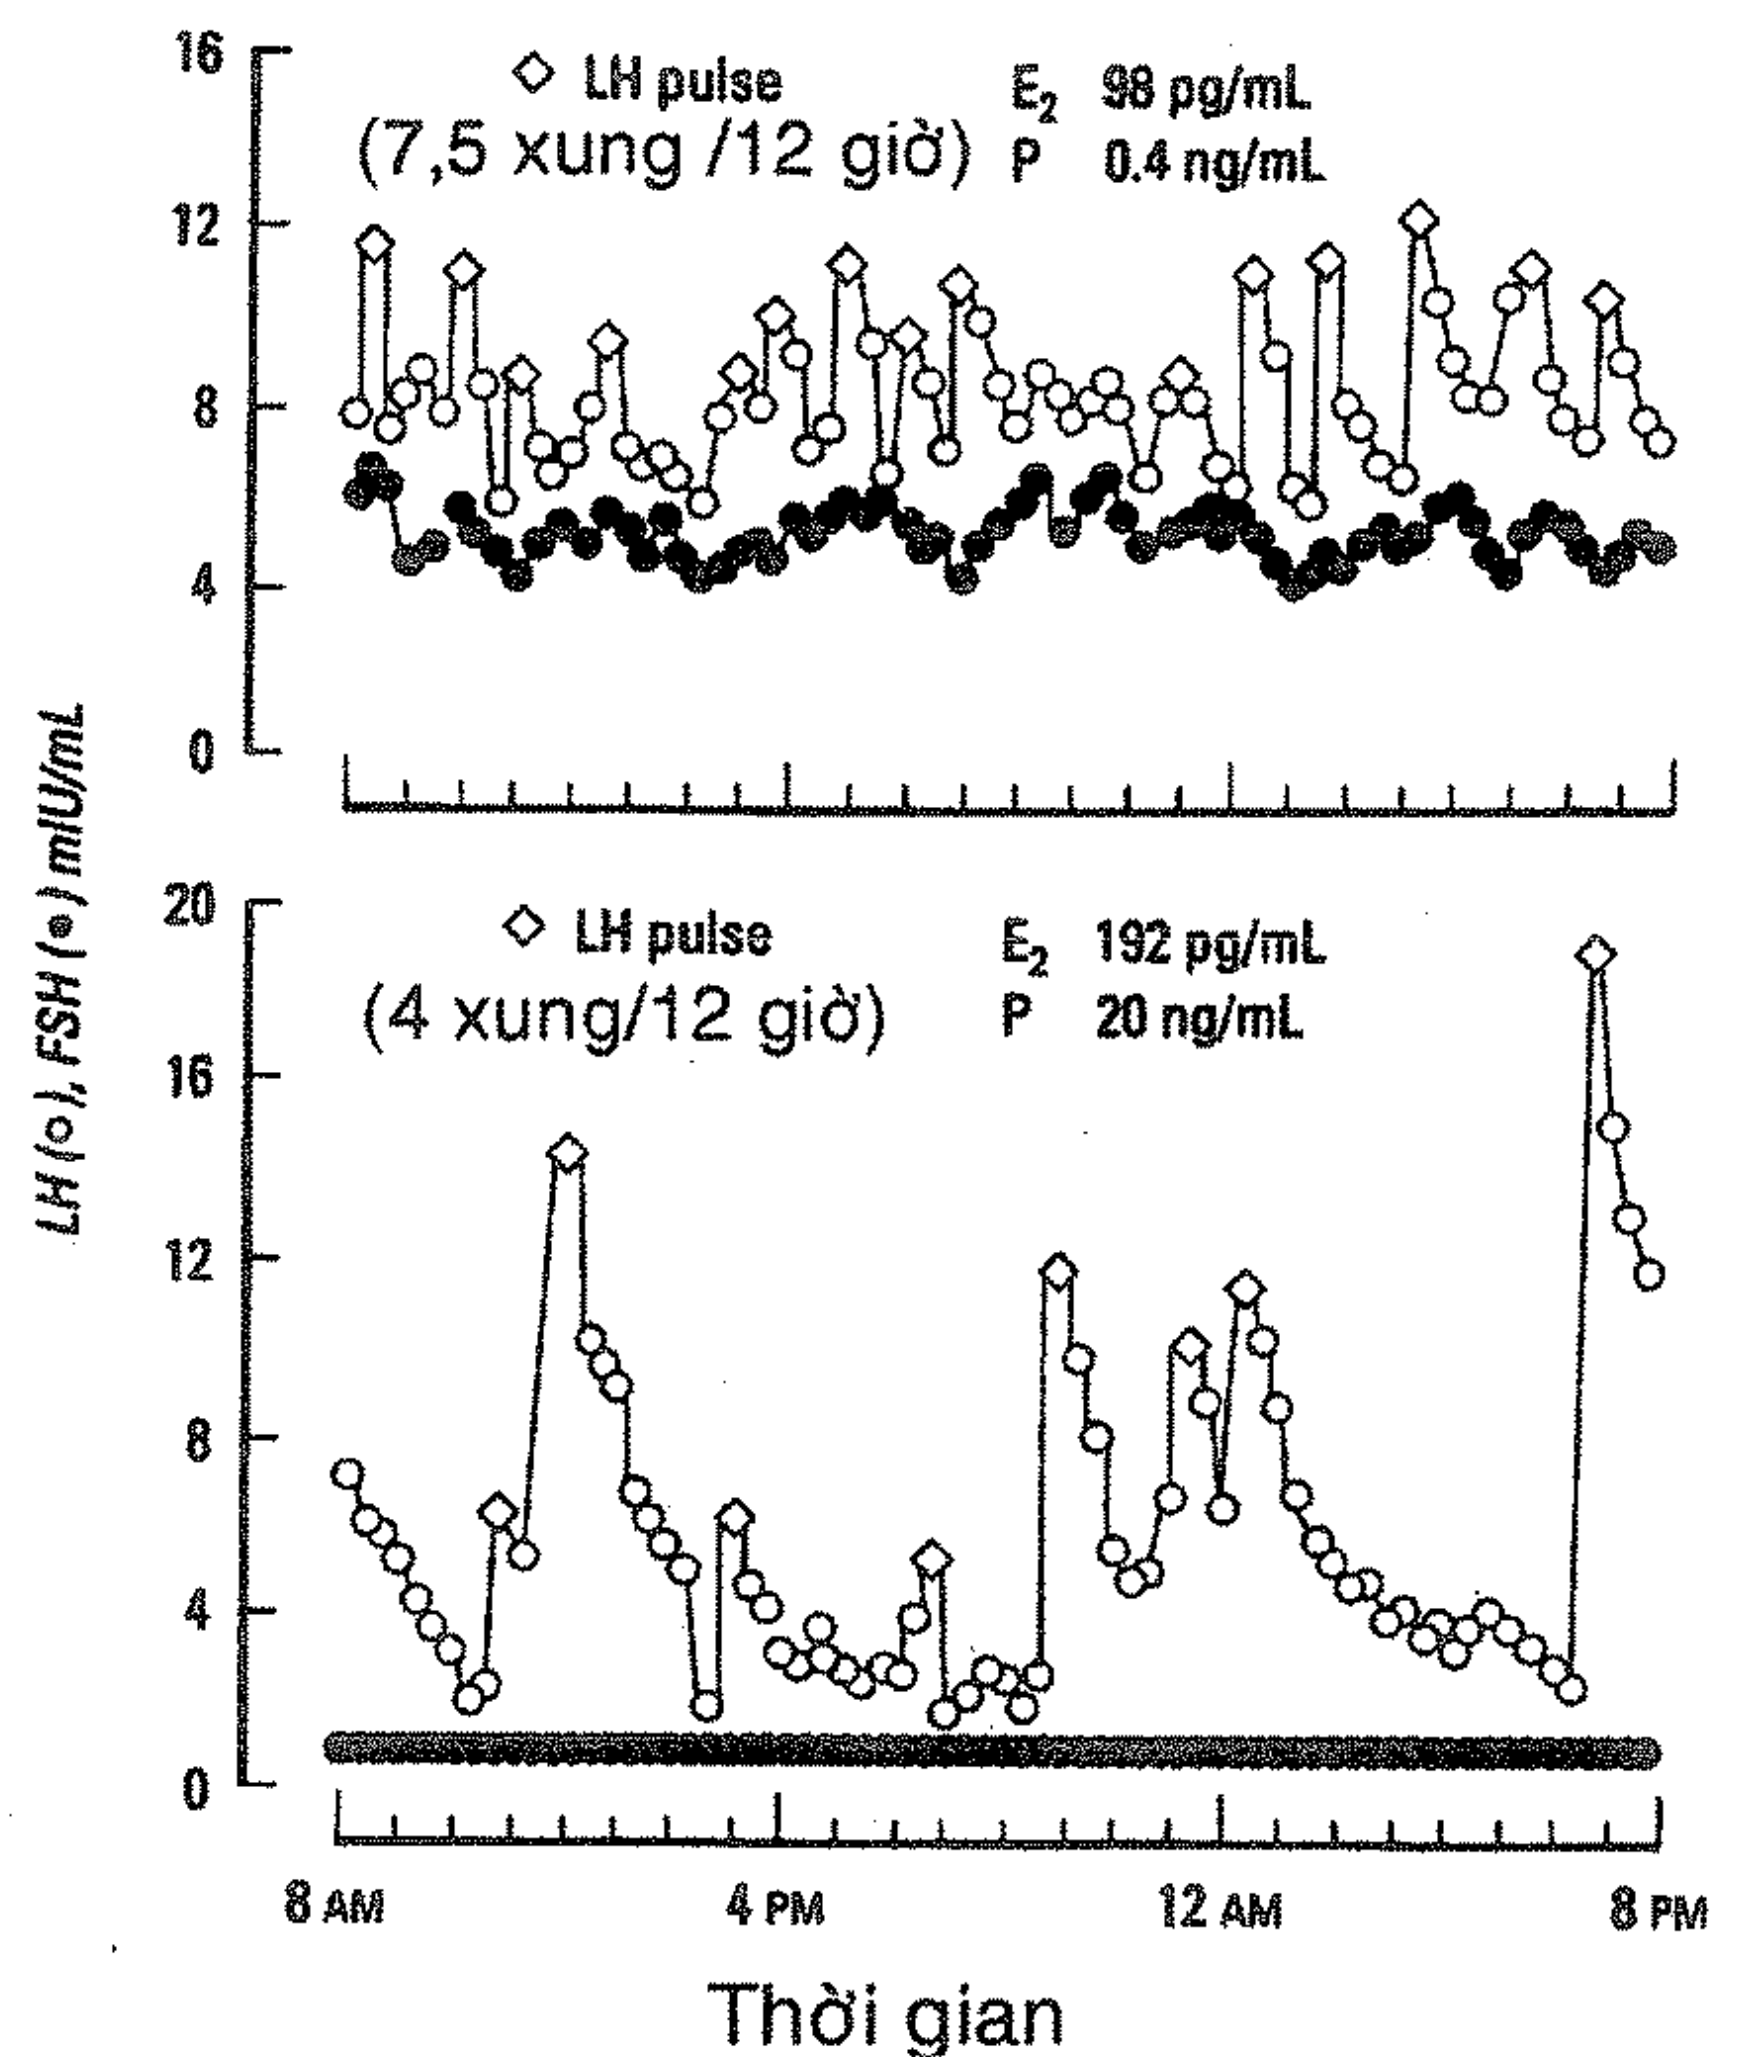 16
◇ LH pulse E₂ 98 pg/mL
(7,5 xung /12 giờ) P 0.4 ng/mL
12
8
4
0
LH (○), FSH (●) mIU/mL
20
◇ LH pulse E₂ 192 pg/mL
(4 xung/12 giờ) P 20 ng/mL
16
12
8
4
0
8 AM 4 PM 12 AM 8 PM
Thời gian